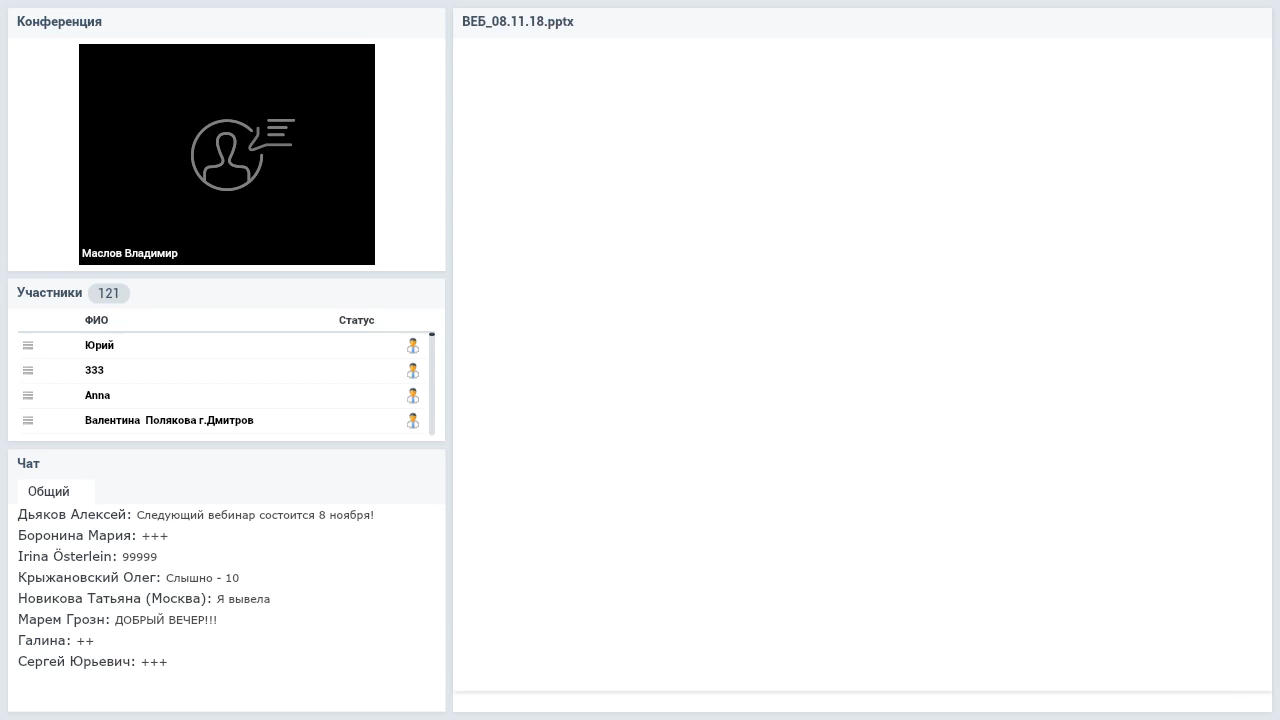 Конференция
Маслов Владимир
Участники 121
ФИО Статус
Юрий
333
Anna
Валентина Полякова г.Дмитров
Чат
Общий
Дьяков Алексей: Следующий вебинар состоится 8 ноября!
Боронина Мария: +++
Irina Österlein: 99999
Крыжановский Олег: Слышно - 10
Новикова Татьяна (Москва): Я вывела
Марем Грозн: ДОБРЫЙ ВЕЧЕР!!!
Галина: ++
Сергей Юрьевич: +++
ВЕБ_08.11.18.pptx